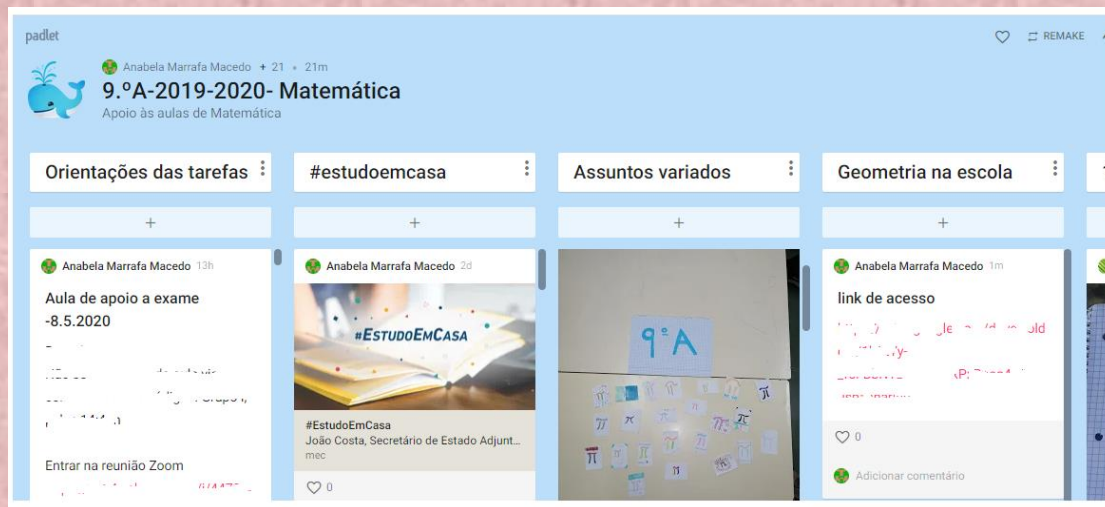 padlet
REMAKE
Anabela Marrafa Macedo + 21 • 21m
9.ºA-2019-2020- Matemática
Apoio às aulas de Matemática
Orientações das tarefas
#estudoemcasa
Assuntos variados
Geometria na escola
+
+
+
+
Anabela Marrafa Macedo 13h
Aula de apoio a exame
-8.5.2020
Entrar na reunião Zoom
Anabela Marrafa Macedo 2d
#ESTUDOEMCASA
#EstudoEmCasa
João Costa, Secretário de Estado Adjunt...
mec
0
9ºA
π
π
π
π
π
π
π
π
Anabela Marrafa Macedo 1m
link de acesso
0
Adicionar comentário